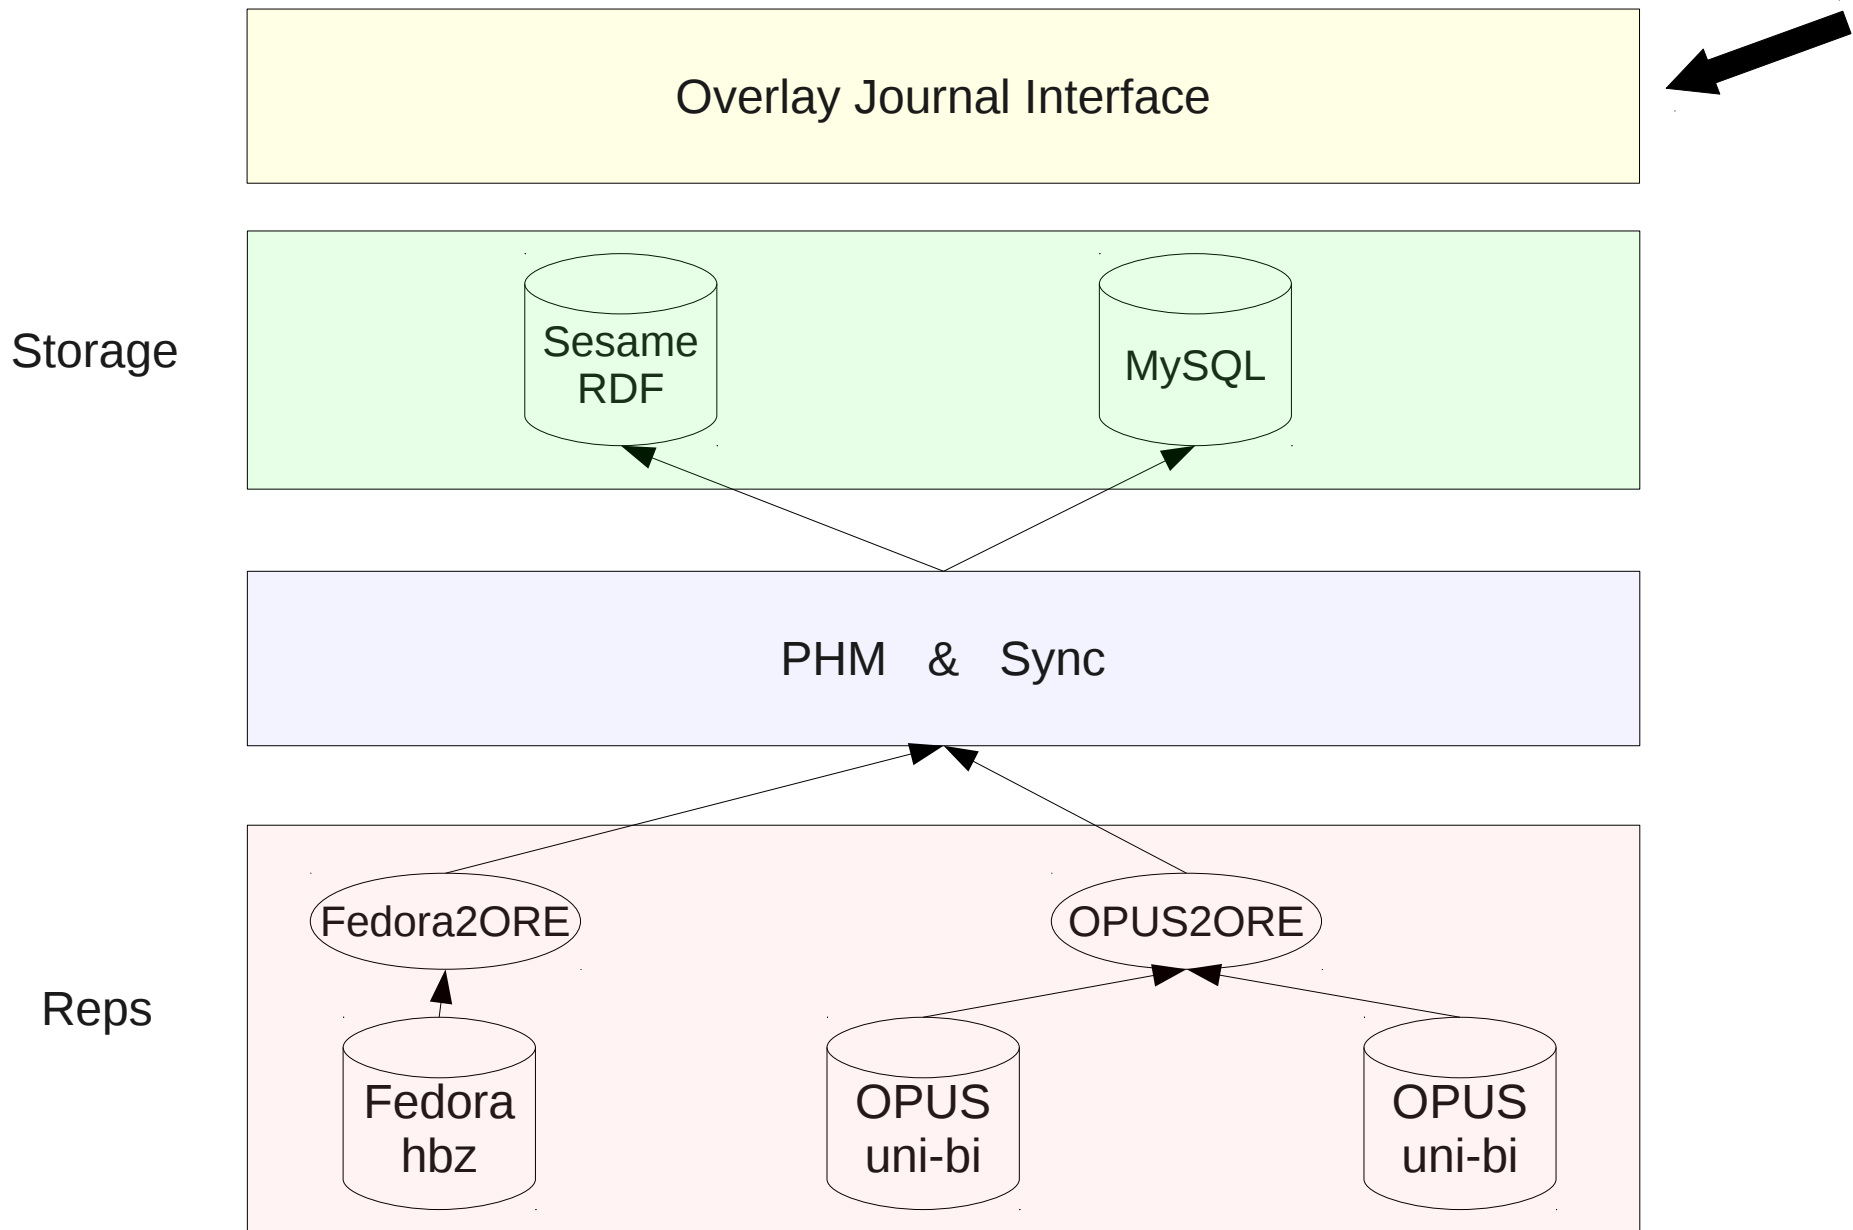 Overlay Journal Interface
Storage
Sesame
RDF
MySQL
PHM & Sync
Reps
Fedora2ORE
OPUS2ORE
Fedora
hbz
OPUS
uni-bi
OPUS
uni-bi